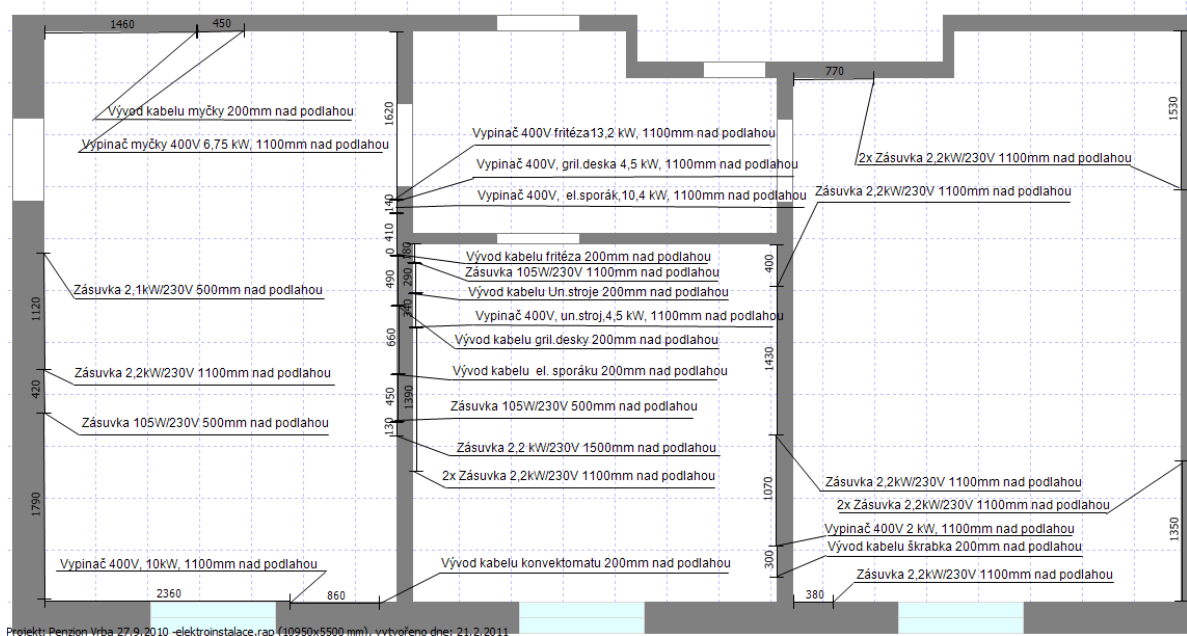 1460
450
770
1530
1620
Vývod kabelu myčky 200mm nad podlahou
Vypinač myčky 400V 6,75 kW, 1100mm nad podlahou
Vypinač 400V fritéza13,2 kW, 1100mm nad podlahou
Vypinač 400V, gril.deska 4,5 kW, 1100mm nad podlahou
Vypinač 400V, el.sporák,10,4 kW, 1100mm nad podlahou
2x Zásuvka 2,2kW/230V 1100mm nad podlahou
Zásuvka 2,2kW/230V 1100mm nad podlahou
140
410
0
490
660
450
130
290
340
1390
400
1430
1070
300
Vývod kabelu fritéza 200mm nad podlahou
Zásuvka 105W/230V 1100mm nad podlahou
Vývod kabelu Un.stroje 200mm nad podlahou
Vypinač 400V, un.stroj,4,5 kW, 1100mm nad podlahou
Vývod kabelu gril.desky 200mm nad podlahou
Vývod kabelu el. sporáku 200mm nad podlahou
Zásuvka 105W/230V 500mm nad podlahou
Zásuvka 2,2 kW/230V 1500mm nad podlahou
2x Zásuvka 2,2kW/230V 1100mm nad podlahou
Zásuvka 2,1kW/230V 500mm nad podlahou
1120
Zásuvka 2,2kW/230V 1100mm nad podlahou
420
Zásuvka 105W/230V 500mm nad podlahou
1790
Zásuvka 2,2kW/230V 1100mm nad podlahou
2x Zásuvka 2,2kW/230V 1100mm nad podlahou
Vypinač 400V 2 kW, 1100mm nad podlahou
Vývod kabelu škrabka 200mm nad podlahou
Zásuvka 2,2kW/230V 1100mm nad podlahou
1350
Vypinač 400V, 10kW, 1100mm nad podlahou
Vývod kabelu konvektomatu 200mm nad podlahou
2360
860
380
Projekt: Penzion Vrba 27.9.2010 -elektroinstalace.rap (10950x5500 mm), vytvořeno dne: 21.2.2011